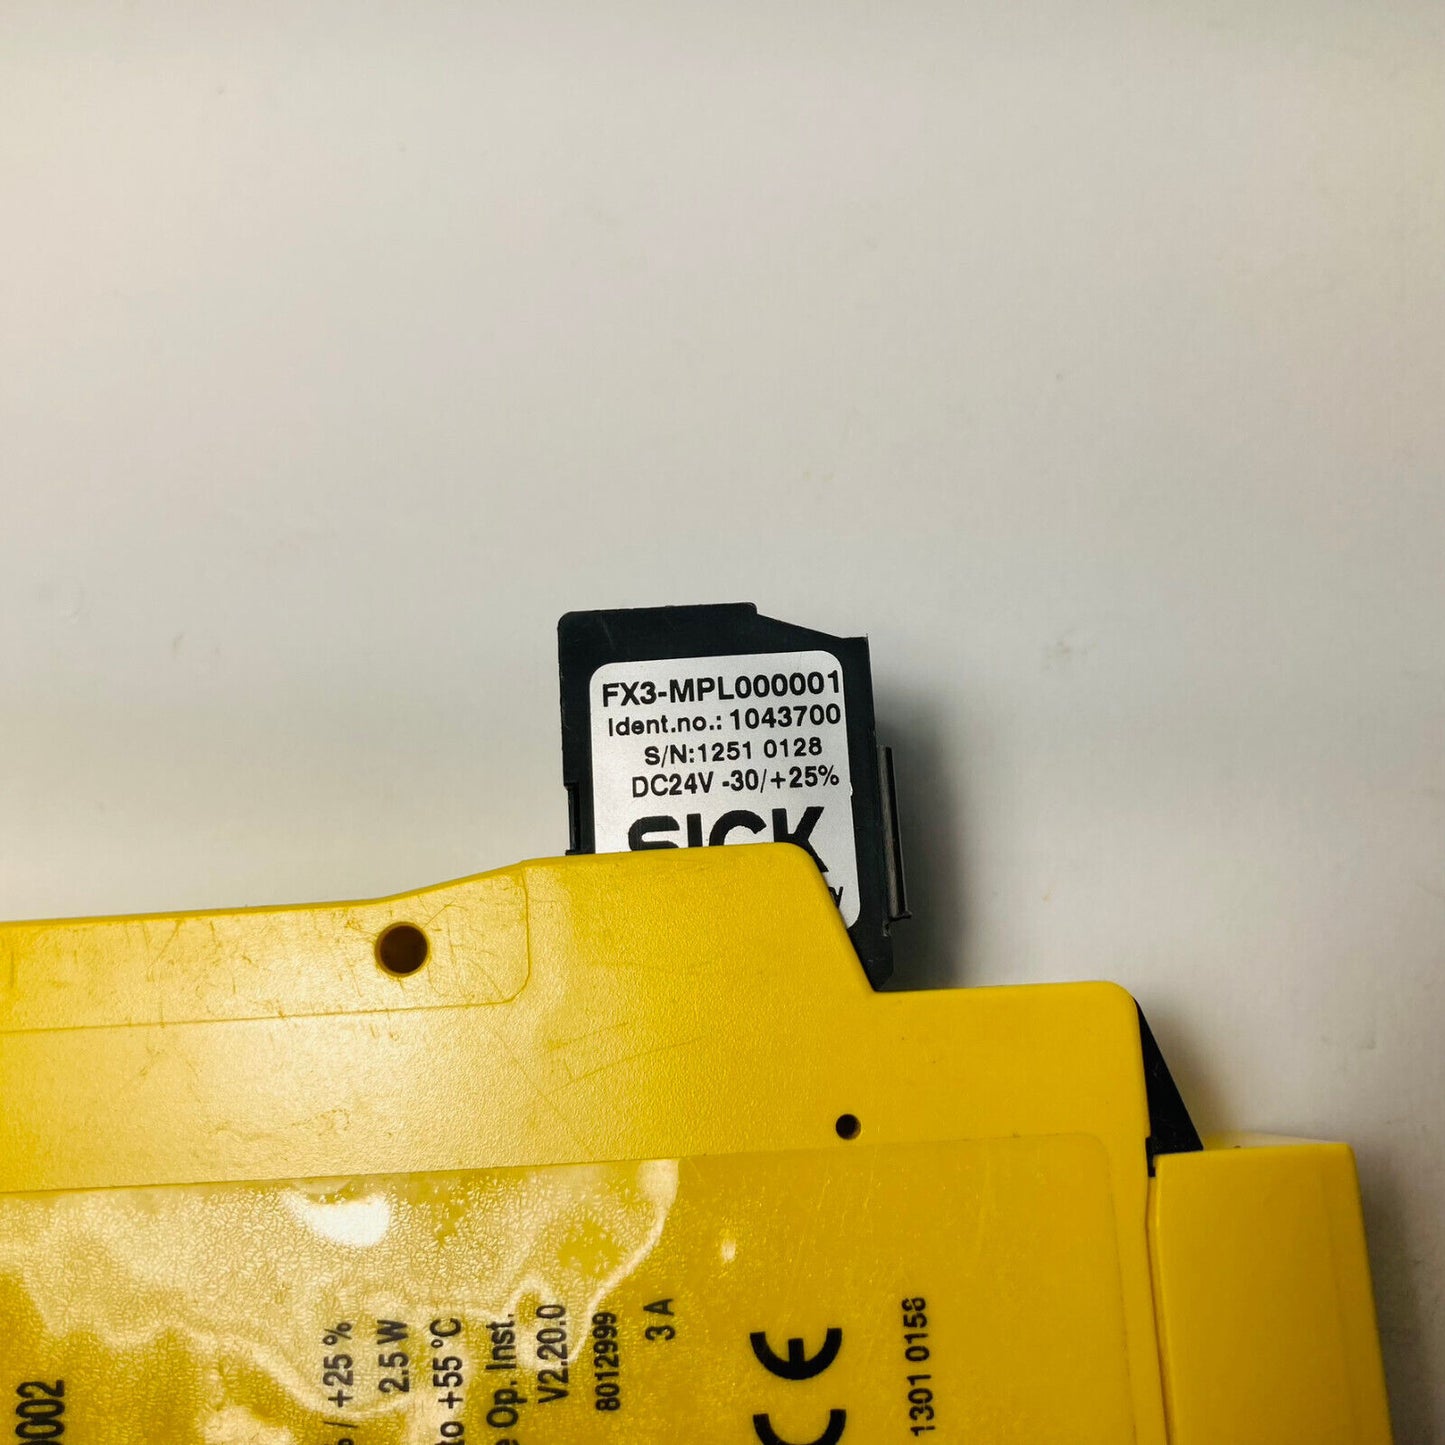 FX3-MPL000001
Ident.no.: 1043700
S/N:1251 0128
DC24V -30/+25%
SICK
0002
/ +25 %
2.5 W
to +55 °C
Op. Inst.
V2.20.0
8012999
3 A
CE
1301 0158